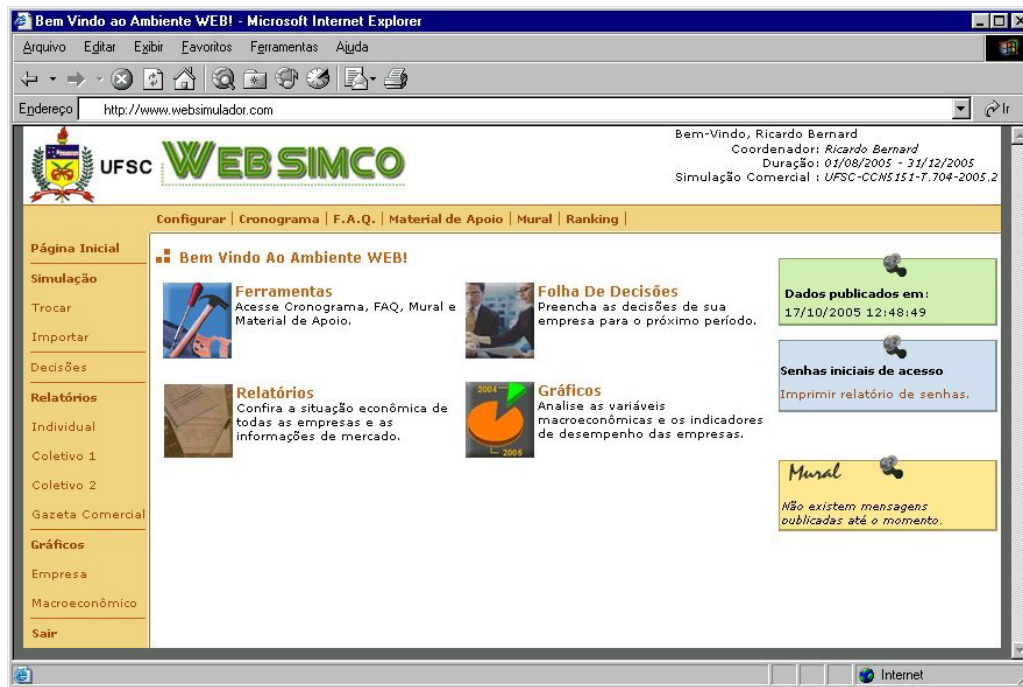 Bem Vindo ao Ambiente WEB! - Microsoft Internet Explorer
Arquivo Editar Exibir Favoritos Ferramentas Ajuda
Endereço http://www.websimulador.com Ir
UFSC WEB SIMCO
Bem-Vindo, Ricardo Bernard
Coordenador: Ricardo Bernard
Duração: 01/08/2005 - 31/12/2005
Simulação Comercial : UFSC-CCN5151-T.704-2005.2
Configurar | Cronograma | F.A.Q. | Material de Apoio | Mural | Ranking |
Página Inicial
Simulação
Trocar
Importar
Decisões
Relatórios
Individual
Coletivo 1
Coletivo 2
Gazeta Comercial
Gráficos
Empresa
Macroeconômico
Sair
Bem Vindo Ao Ambiente WEB!
Ferramentas
Acesse Cronograma, FAQ, Mural e
Material de Apoio.
Folha De Decisões
Preencha as decisões de sua
empresa para o próximo período.
Relatórios
Confira a situação econômica de
todas as empresas e as
informações de mercado.
2004
2005
Gráficos
Analise as variáveis
macroeconômicas e os indicadores
de desempenho das empresas.
Dados publicados em:
17/10/2005 12:48:49
Senhas iniciais de acesso
Imprimir relatório de senhas.
Mural
Não existem mensagens
publicadas até o momento.
Internet